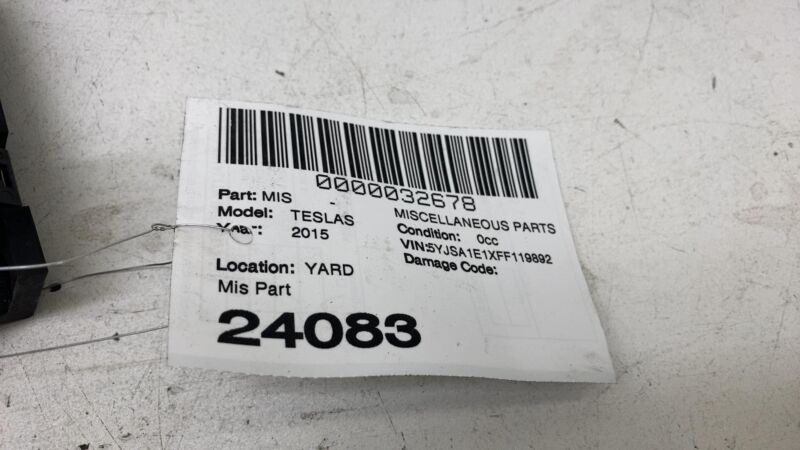 0000032678
Part: MIS - MISCELLANEOUS PARTS
Model: TESLAS Condition: 0cc
Year: 2015 VIN:5YJSA1E1XFF119892
Damage Code:
Location: YARD
Mis Part
24083